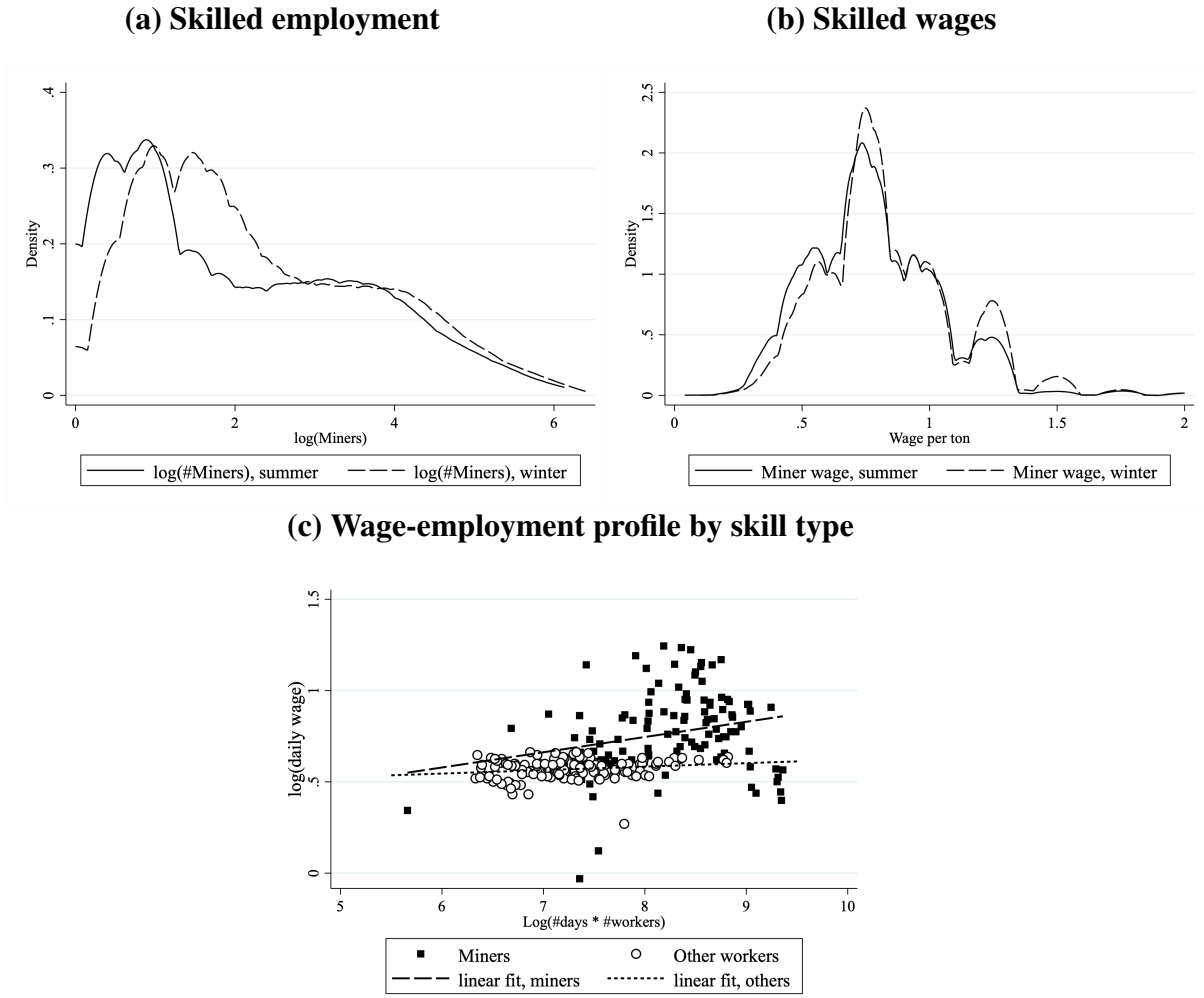 (a) Skilled employment
(b) Skilled wages
.4
.3
.2
.1
0
Density
0 2 4 6
log(Miners)
log(#Miners), summer log(#Miners), winter
2.5
2
1.5
1
.5
0
Density
0 .5 1 1.5 2
Wage per ton
Miner wage, summer Miner wage, winter
(c) Wage-employment profile by skill type
1.5
1
.5
0
log(daily wage)
5 6 7 8 9 10
Log(#days * #workers)
Miners Other workers
linear fit, miners linear fit, others